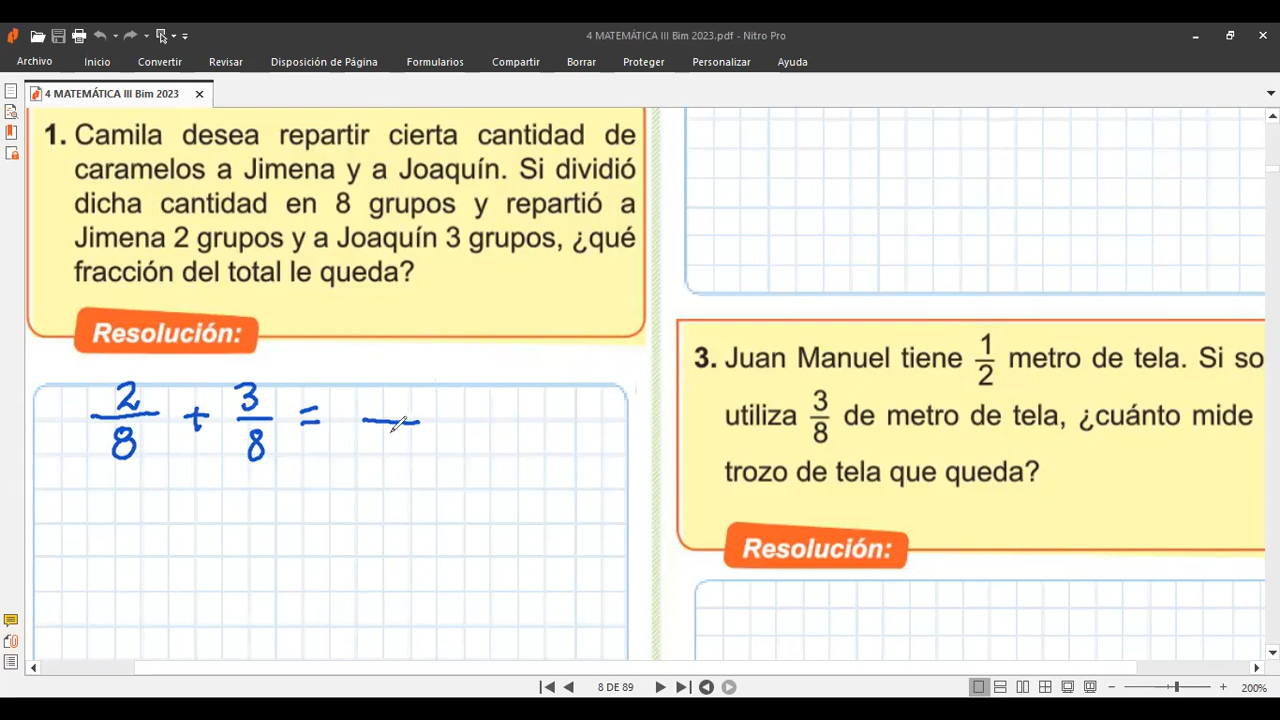 4 MATEMÁTICA III Bim 2023.pdf - Nitro Pro
Archivo Inicio Convertir Revisar Disposición de Página Formularios Compartir Borrar Proteger Personalizar Ayuda
4 MATEMÁTICA III Bim 2023
1. Camila desea repartir cierta cantidad de
caramelos a Jimena y a Joaquín. Si dividió
dicha cantidad en 8 grupos y repartió a
Jimena 2 grupos y a Joaquín 3 grupos, ¿qué
fracción del total le queda?
Resolución:
2/8 + 3/8 =
3. Juan Manuel tiene 1/2 metro de tela. Si so
utiliza 3/8 de metro de tela, ¿cuánto mide
trozo de tela que queda?
Resolución:
8 DE 89
200%